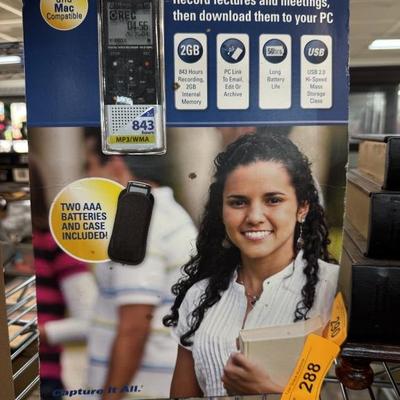 Record lectures and meetings,
then download them to your PC
and
Mac
Compatible
REC
2GB
843 Hours
Recording,
2GB
Internal
Memory
PC Link
To Email,
Edit Or
Archive
Long
Battery
Life
USB
USB 2.0
Hi-Speed
Mass
Storage
Class
843
hours
MP3/WMA
TWO AAA
BATTERIES
AND CASE
INCLUDED!
Capture It All.
288